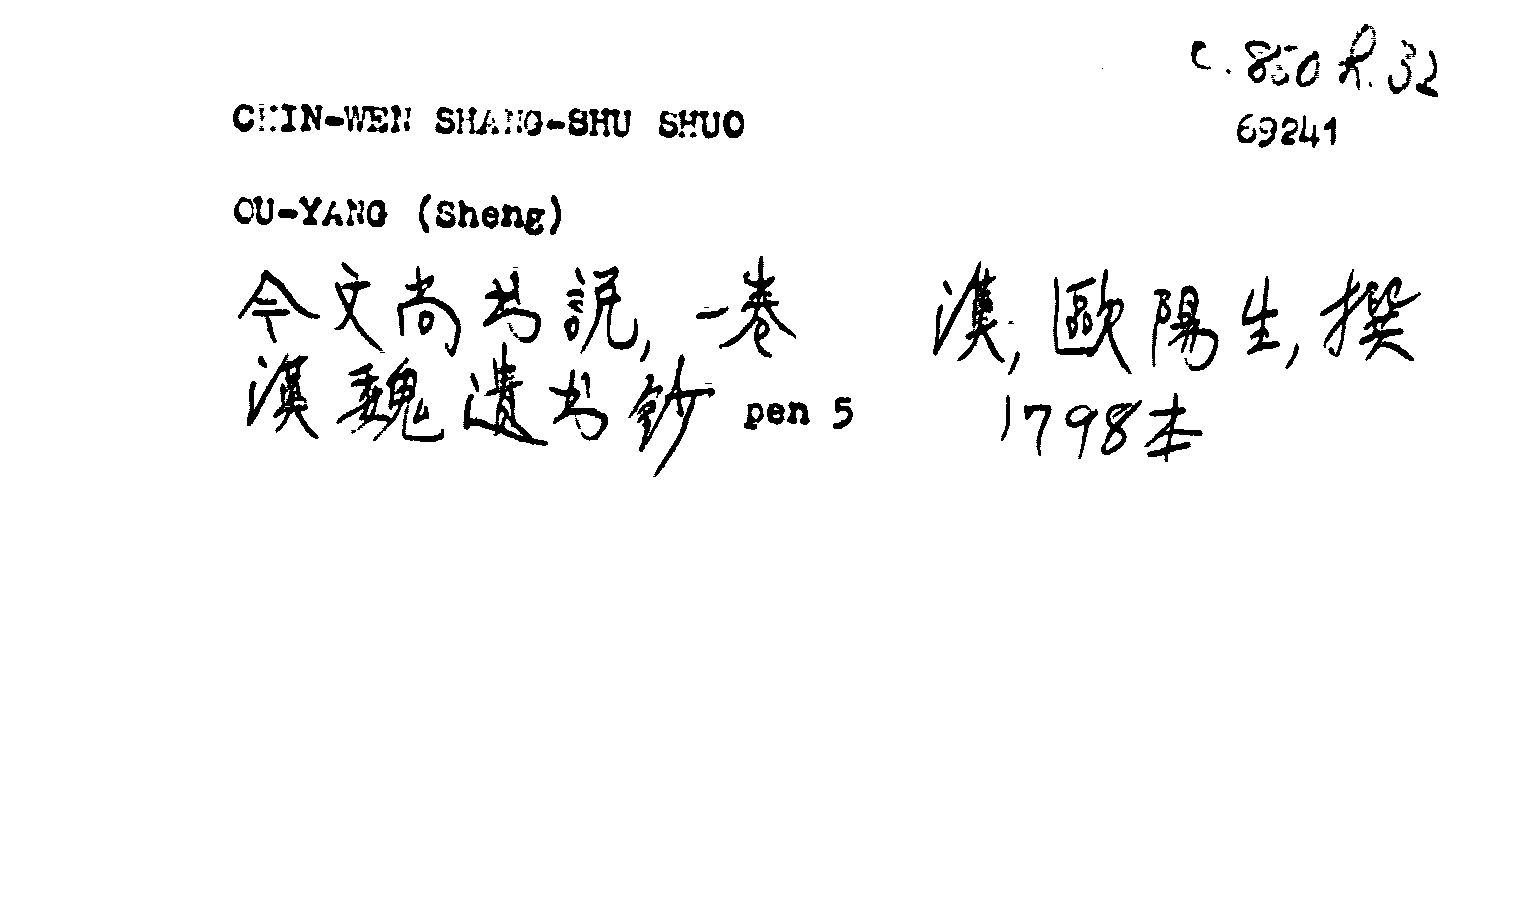 C. 850 R. 32
CHIN-WEN SHANG-SHU SHUO
69241
OU-YANG (Sheng)
今文尚书説, 一卷 漢, 歐陽生, 撰
漢魏遺书鈔 pen 5 1798本